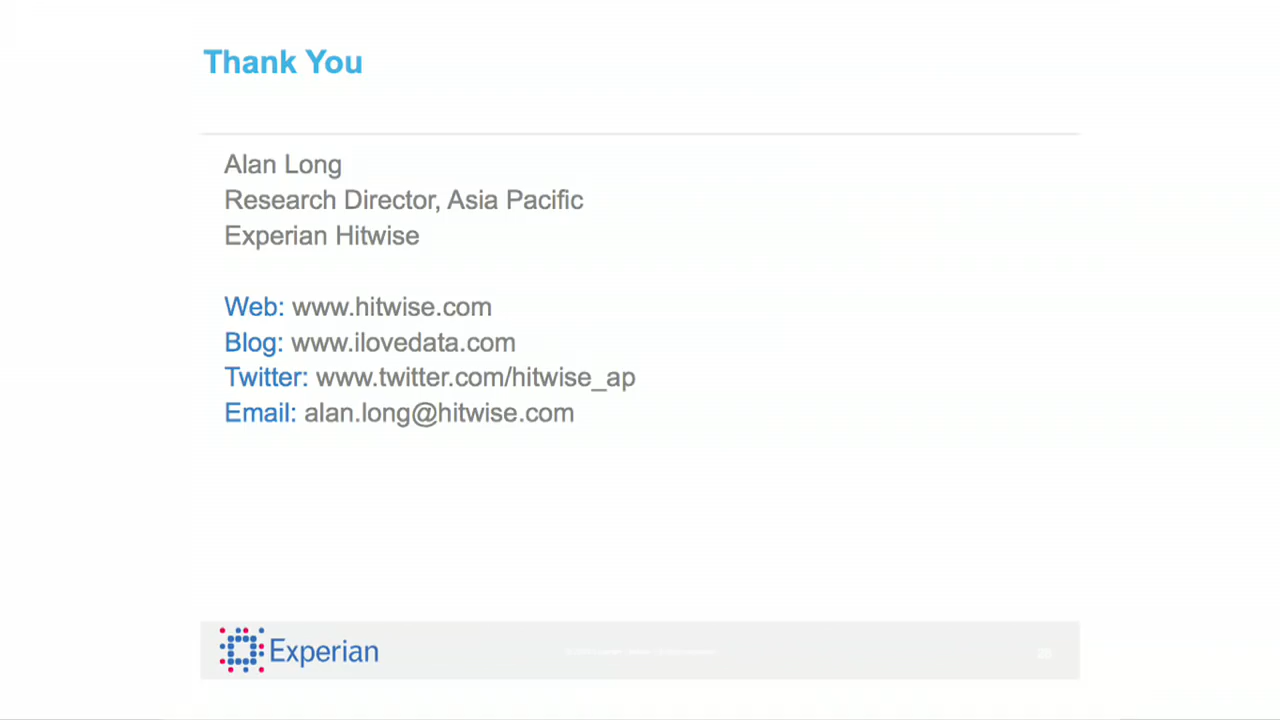 Thank You
Alan Long
Research Director, Asia Pacific
Experian Hitwise
Web: www.hitwise.com
Blog: www.ilovedata.com
Twitter: www.twitter.com/hitwise_ap
Email: alan.long@hitwise.com
Experian